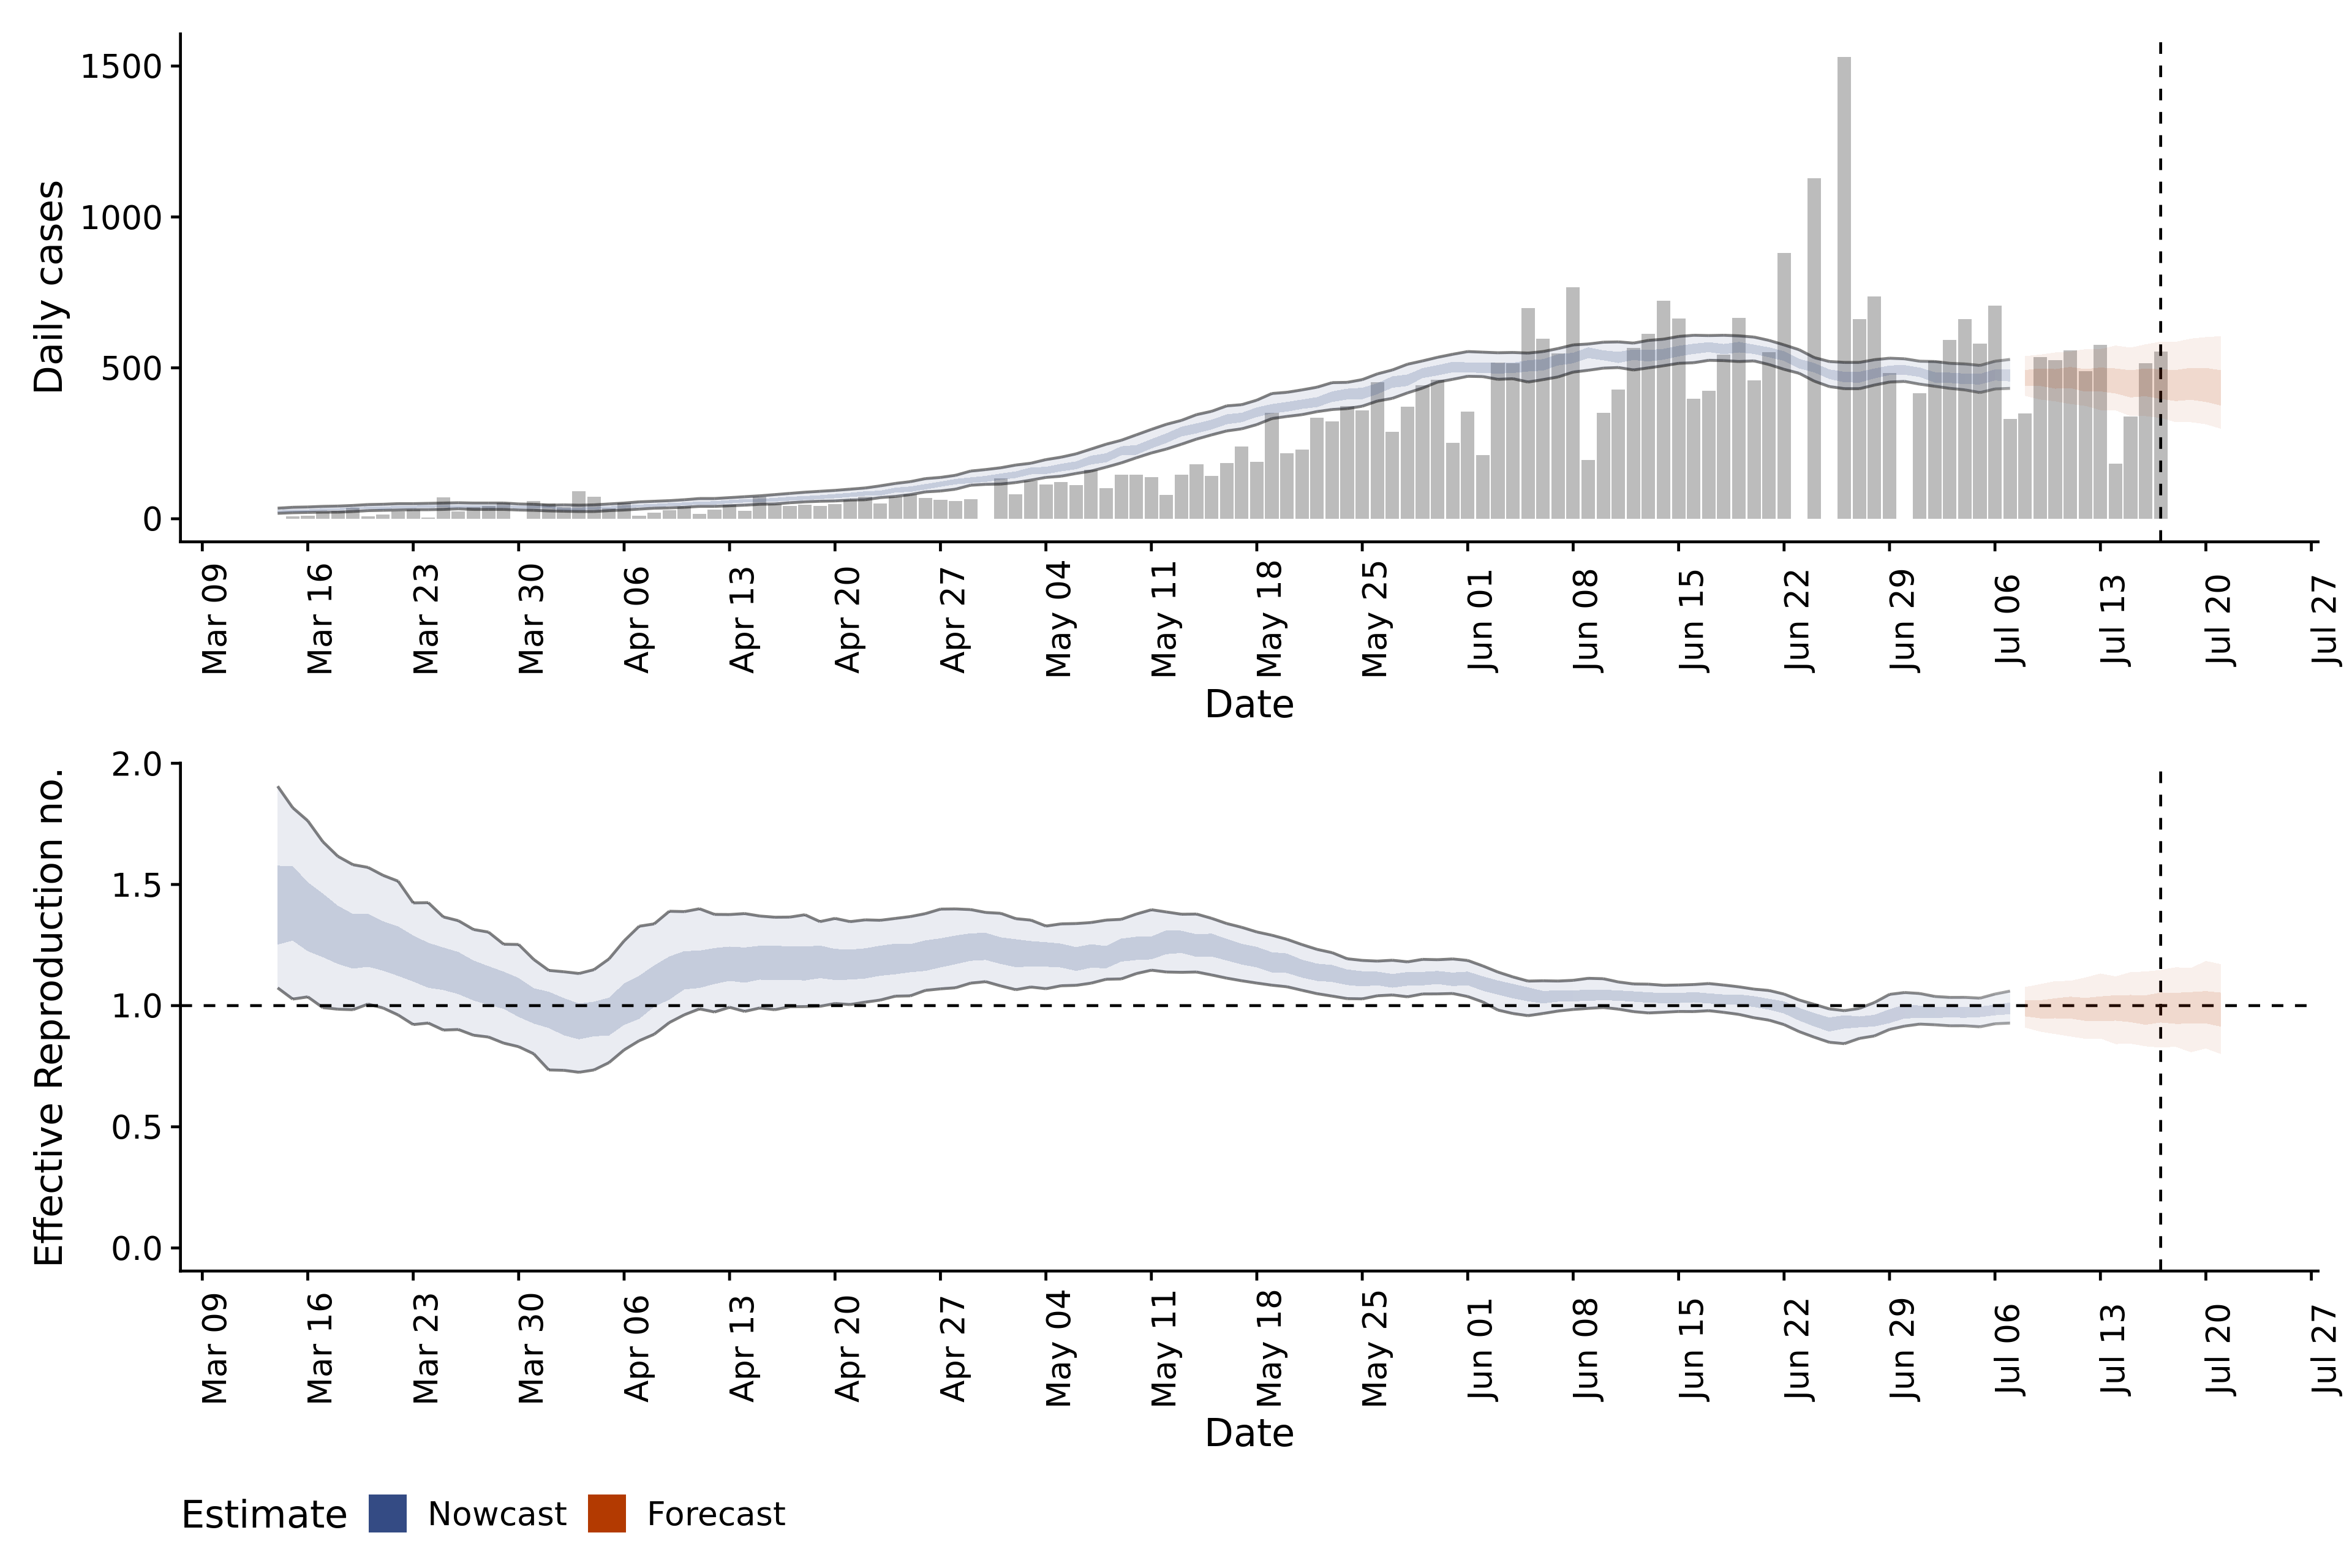 1500
1000
500
0
Daily cases
Mar 09 Mar 16 Mar 23 Mar 30 Apr 06 Apr 13 Apr 20 Apr 27 May 04 May 11 May 18 May 25 Jun 01 Jun 08 Jun 15 Jun 22 Jun 29 Jul 06 Jul 13 Jul 20 Jul 27
Date
2.0
1.5
1.0
0.5
0.0
Effective Reproduction no.
Mar 09 Mar 16 Mar 23 Mar 30 Apr 06 Apr 13 Apr 20 Apr 27 May 04 May 11 May 18 May 25 Jun 01 Jun 08 Jun 15 Jun 22 Jun 29 Jul 06 Jul 13 Jul 20 Jul 27
Date
Estimate Nowcast Forecast